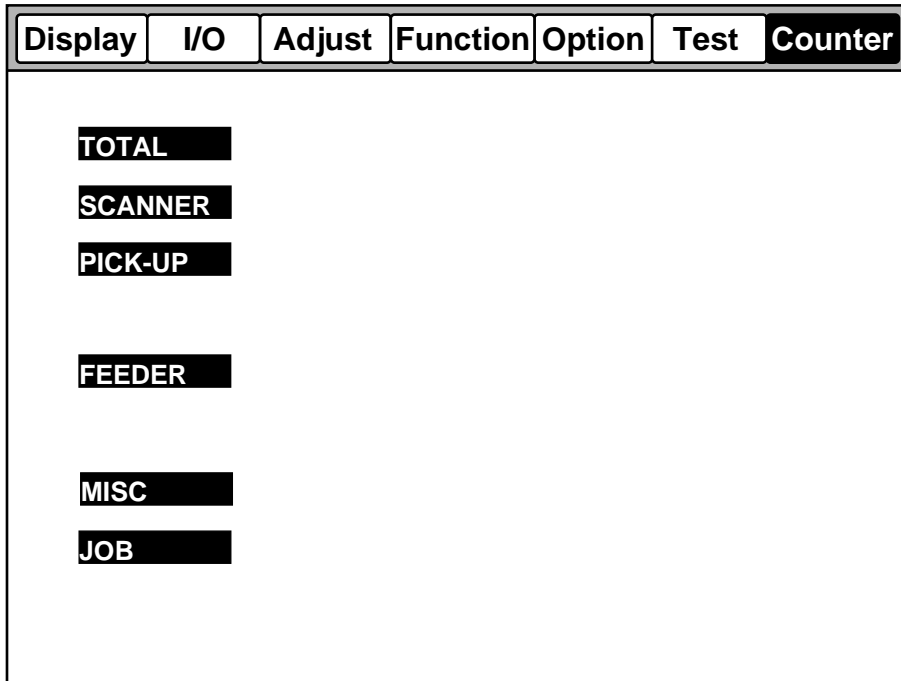 Display I/O Adjust Function Option Test Counter
TOTAL
SCANNER
PICK-UP
FEEDER
MISC
JOB